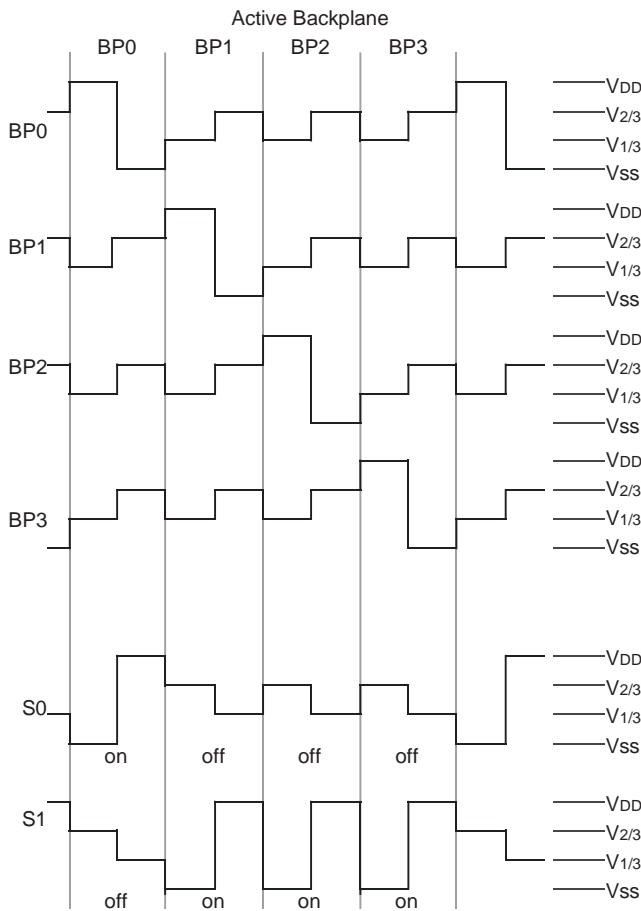 Active Backplane
BP0 BP1 BP2 BP3
BP0
VDD
V2/3
V1/3
VSS
BP1
VDD
V2/3
V1/3
VSS
BP2
VDD
V2/3
V1/3
VSS
BP3
VDD
V2/3
V1/3
VSS
S0
VDD
V2/3
V1/3
VSS
on off off off
S1
VDD
V2/3
V1/3
VSS
off on on on